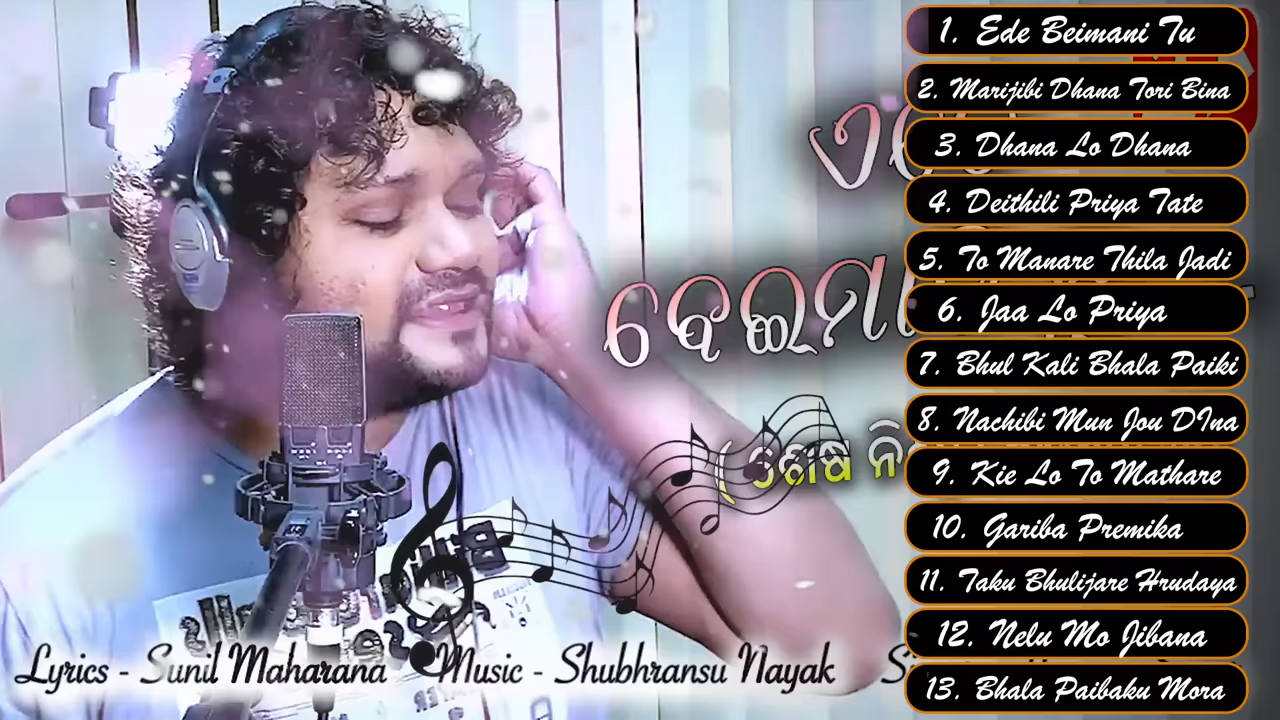 1. Ede Beimani Tu
2. Marijibi Dhana Tori Bina
3. Dhana Lo Dhana
4. Deithili Priya Tate
5. To Manare Thila Jadi
6. Jaa Lo Priya
7. Bhul Kali Bhala Paiki
8. Nachibi Mun Jou DIna
9. Kie Lo To Mathare
10. Gariba Premika
11. Taku Bhulijare Hrudaya
12. Nelu Mo Jibana
13. Bhala Paibaku Mora
( ଶେଷ
Lyrics - Sunil Maharana Music - Shubhransu Nayak